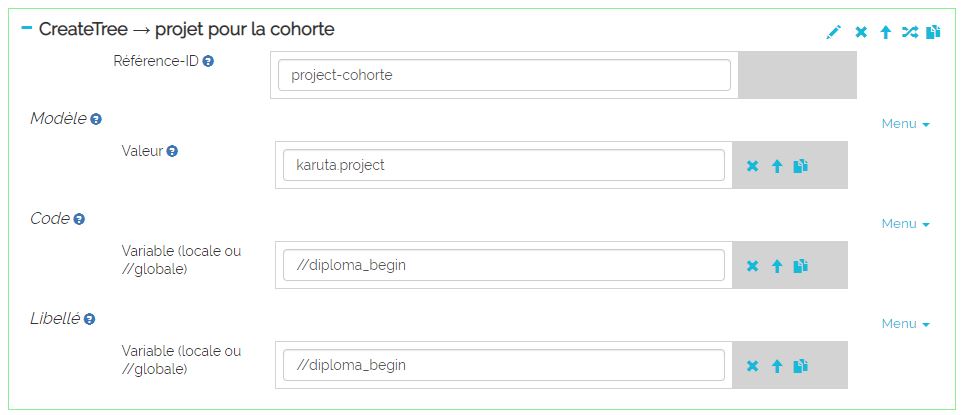 CreateTree → projet pour la cohorte
Référence-ID
project-cohorte
Modèle
Menu
Valeur
karuta.project
Code
Menu
Variable (locale ou
//globale)
//diploma_begin
Libellé
Menu
Variable (locale ou
//globale)
//diploma_begin